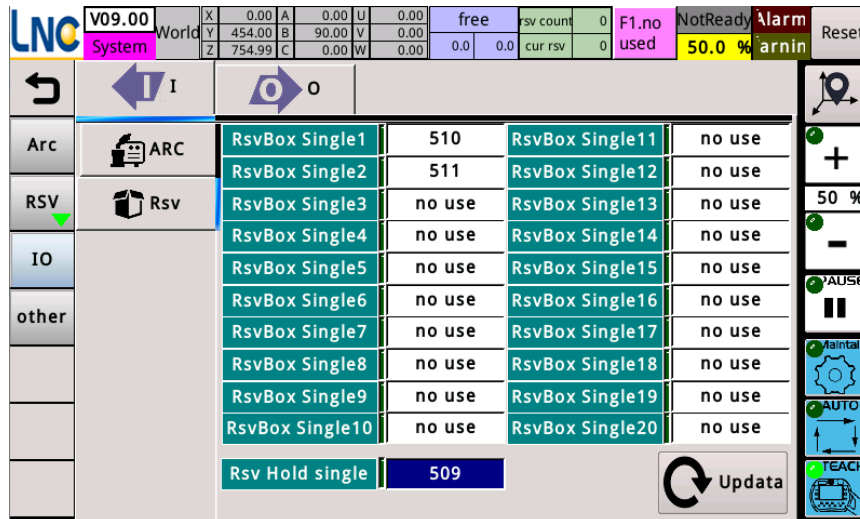 LNC V09.00 System World X 0.00 A 0.00 U 0.00 free rsv count 0 F1.no used NotReady Alarm Reset
Y 454.00 B 90.00 V 0.00 0.0 0.0 cur rsv 0 50.0 % arnin
Z 754.99 C 0.00 W 0.00
I I O O
Arc ARC RsvBox Single1 510 RsvBox Single11 no use
RsvBox Single2 511 RsvBox Single12 no use
RSV Rsv RsvBox Single3 no use RsvBox Single13 no use 50 %
RsvBox Single4 no use RsvBox Single14 no use
IO RsvBox Single5 no use RsvBox Single15 no use
RsvBox Single6 no use RsvBox Single16 no use PAUSE
other RsvBox Single7 no use RsvBox Single17 no use
RsvBox Single8 no use RsvBox Single18 no use Maintai
RsvBox Single9 no use RsvBox Single19 no use AUTO
RsvBox Single10 no use RsvBox Single20 no use
Rsv Hold single 509 Updata TEACH